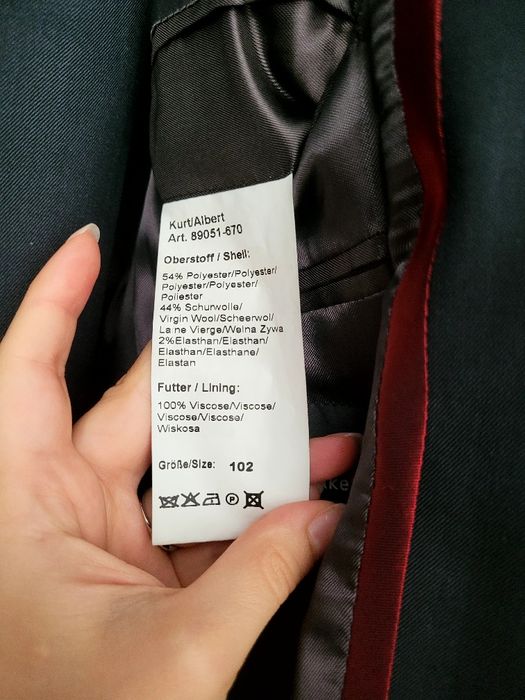 Kurt/Albert
Art. 89051-670
Oberstoff / Shell:
54% Polyester/Polyester/
Polyester/Polyester/
Poliester
44% Schurwolle/
Virgin Wool/Scheerwol/
Laine Vierge/Welna Zywa
2%Elasthan/Elasthan/
Elasthan/Elasthane/
Elastan
Futter / Lining:
100% Viscose/Viscose/
Viscose/Viscose/
Wiskosa
Größe/Size: 102
P